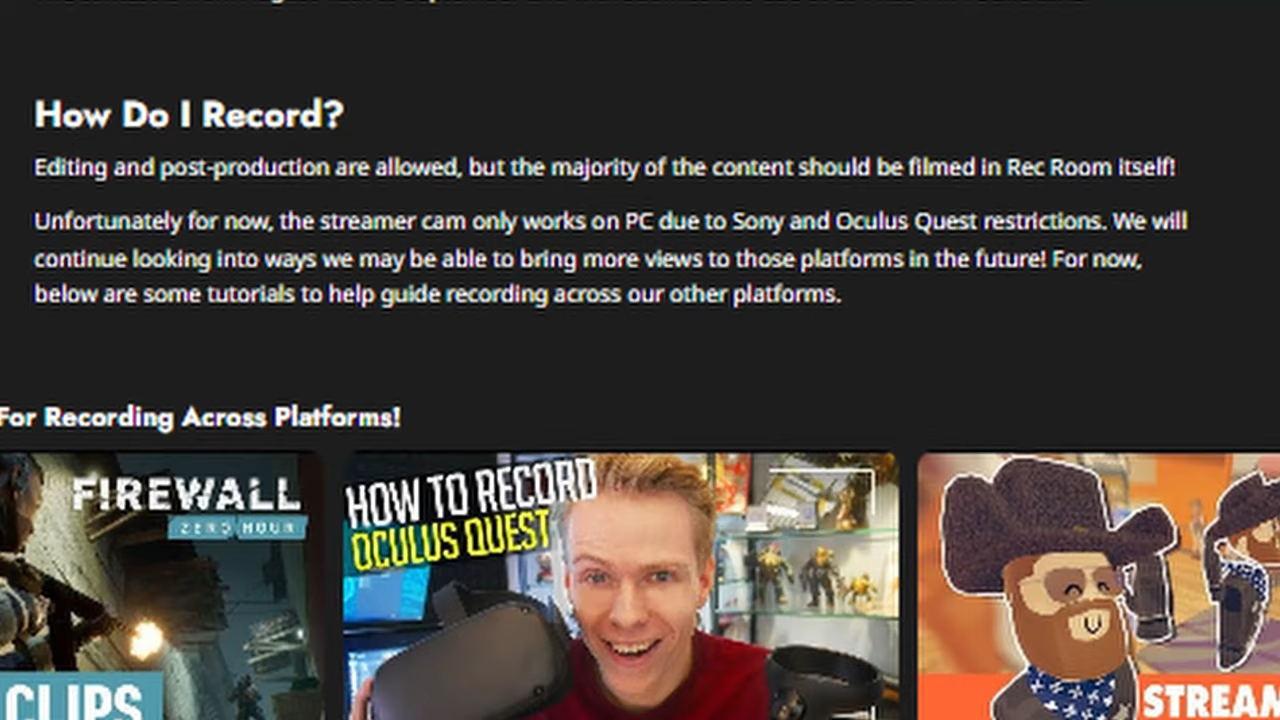 How Do I Record?
Editing and post-production are allowed, but the majority of the content should be filmed in Rec Room itself!
Unfortunately for now, the streamer cam only works on PC due to Sony and Oculus Quest restrictions. We will
continue looking into ways we may be able to bring more views to those platforms in the future! For now,
below are some tutorials to help guide recording across our other platforms.
For Recording Across Platforms!
FIREWALL
ZERO HOUR
CLIPS
HOW TO RECORD
OCULUS QUEST
STREAM